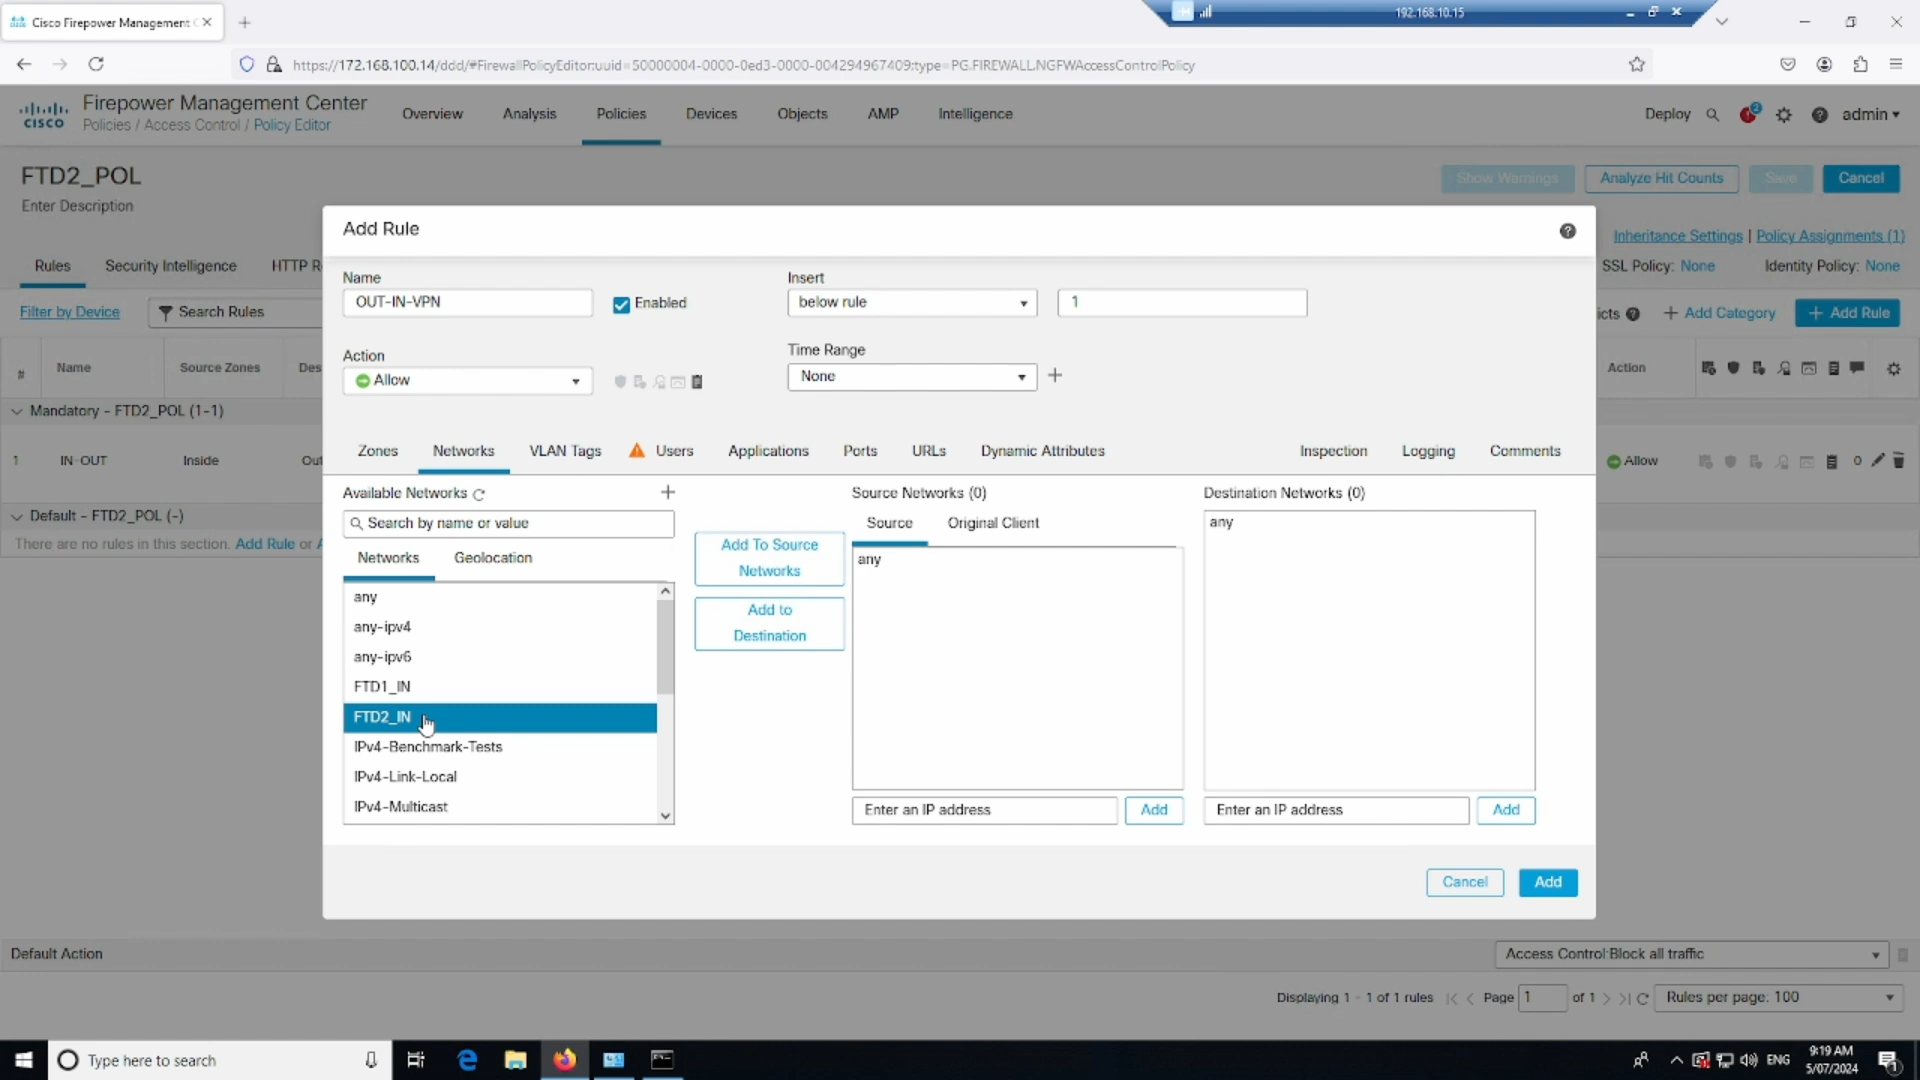 Cisco Firepower Management
192.168.10.15
https://172.168.100.14/ddd/#FirewallPolicyEditor;uuid=50000004-0000-0ed3-0000-004294967409;type=PG.FIREWALL.NGFWAccessControlPolicy
CISCO
Firepower Management Center
Policies / Access Control / Policy Editor
Overview
Analysis
Policies
Devices
Objects
AMP
Intelligence
Deploy
2
admin
FTD2_POL
Enter Description
Show Warnings
Analyze Hit Counts
Save
Cancel
Inheritance Settings | Policy Assignments (1)
Rules
Security Intelligence
HTTP R
SSL Policy: None
Identity Policy: None
Filter by Device
Search Rules
icts
+ Add Category
+ Add Rule
#
Name
Source Zones
Des
Action
Mandatory - FTD2_POL (1-1)
1
IN-OUT
Inside
Out
Allow
0
Default - FTD2_POL (-)
There are no rules in this section. Add Rule or A
Add Rule
Name
OUT-IN-VPN
Enabled
Insert
below rule
1
Action
Allow
Time Range
None
Zones
Networks
VLAN Tags
Users
Applications
Ports
URLs
Dynamic Attributes
Inspection
Logging
Comments
Available Networks
Search by name or value
Networks
Geolocation
any
any-ipv4
any-ipv6
FTD1_IN
FTD2_IN
IPv4-Benchmark-Tests
IPv4-Link-Local
IPv4-Multicast
Add To Source
Networks
Add to
Destination
Source Networks (0)
Source
Original Client
any
Enter an IP address
Add
Destination Networks (0)
any
Enter an IP address
Add
Cancel
Add
Default Action
Access Control:Block all traffic
Displaying 1 - 1 of 1 rules
Page
1
of 1
Rules per page: 100
Type here to search
ENG
9:19 AM
5/07/2024
1